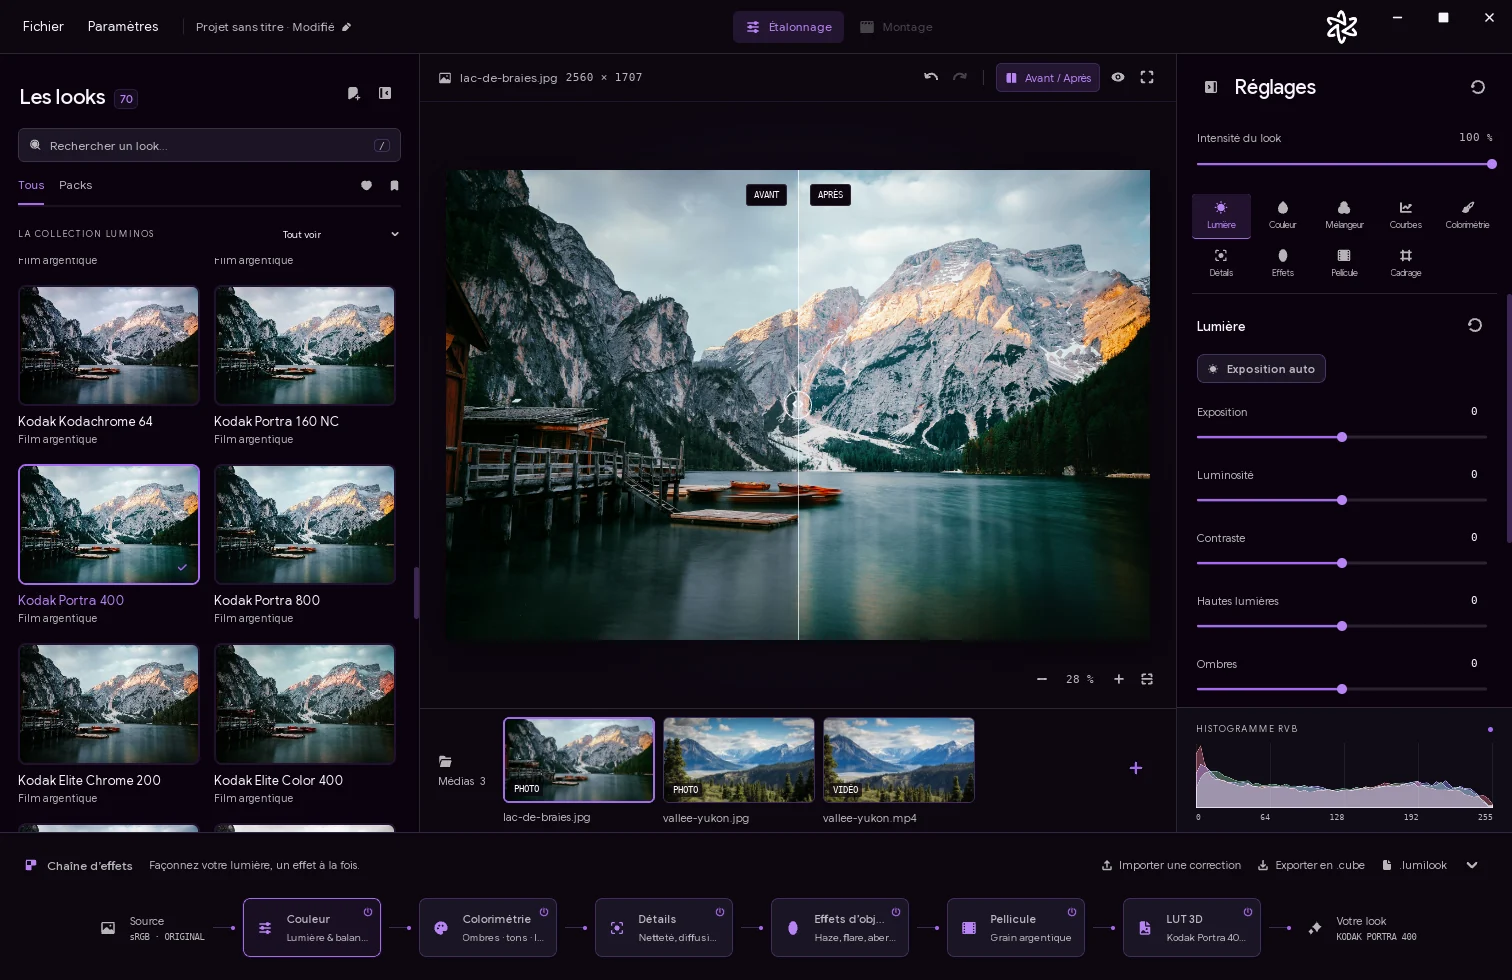 Fichier Paramètres Projet sans titre · Modifié Étalonnage Montage
Les looks 70
Rechercher un look... /
Tous Packs
LA COLLECTION LUMINOS Tout voir
Film argentique Film argentique
Kodak Kodachrome 64 Kodak Portra 160 NC
Film argentique Film argentique
Kodak Portra 400 Kodak Portra 800
Film argentique Film argentique
Kodak Elite Chrome 200 Kodak Elite Color 400
Film argentique Film argentique
lac-de-braies.jpg 2560 × 1707 Avant / Après
AVANT APRÈS
28 %
Médias 3
PHOTO PHOTO VIDÉO
lac-de-braies.jpg vallee-yukon.jpg vallee-yukon.mp4
Réglages
Intensité du look 100 %
Lumière Couleur Mélangeur Courbes Colorimétrie
Détails Effets Pellicule Cadrage
Lumière
Exposition auto
Exposition 0
Luminosité 0
Contraste 0
Hautes lumières 0
Ombres 0
HISTOGRAMME RVB
0 64 128 192 255
Chaîne d'effets Façonnez votre lumière, un effet à la fois.
Importer une correction Exporter en .cube .lumilook
Source
sRGB · ORIGINAL
Couleur
Lumière & balan...
Colorimétrie
Ombres · tons · l...
Détails
Netteté, diffusi...
Effets d'obj...
Haze, flare, aber...
Pellicule
Grain argentique
LUT 3D
Kodak Portra 40...
Votre look
KODAK PORTRA 400